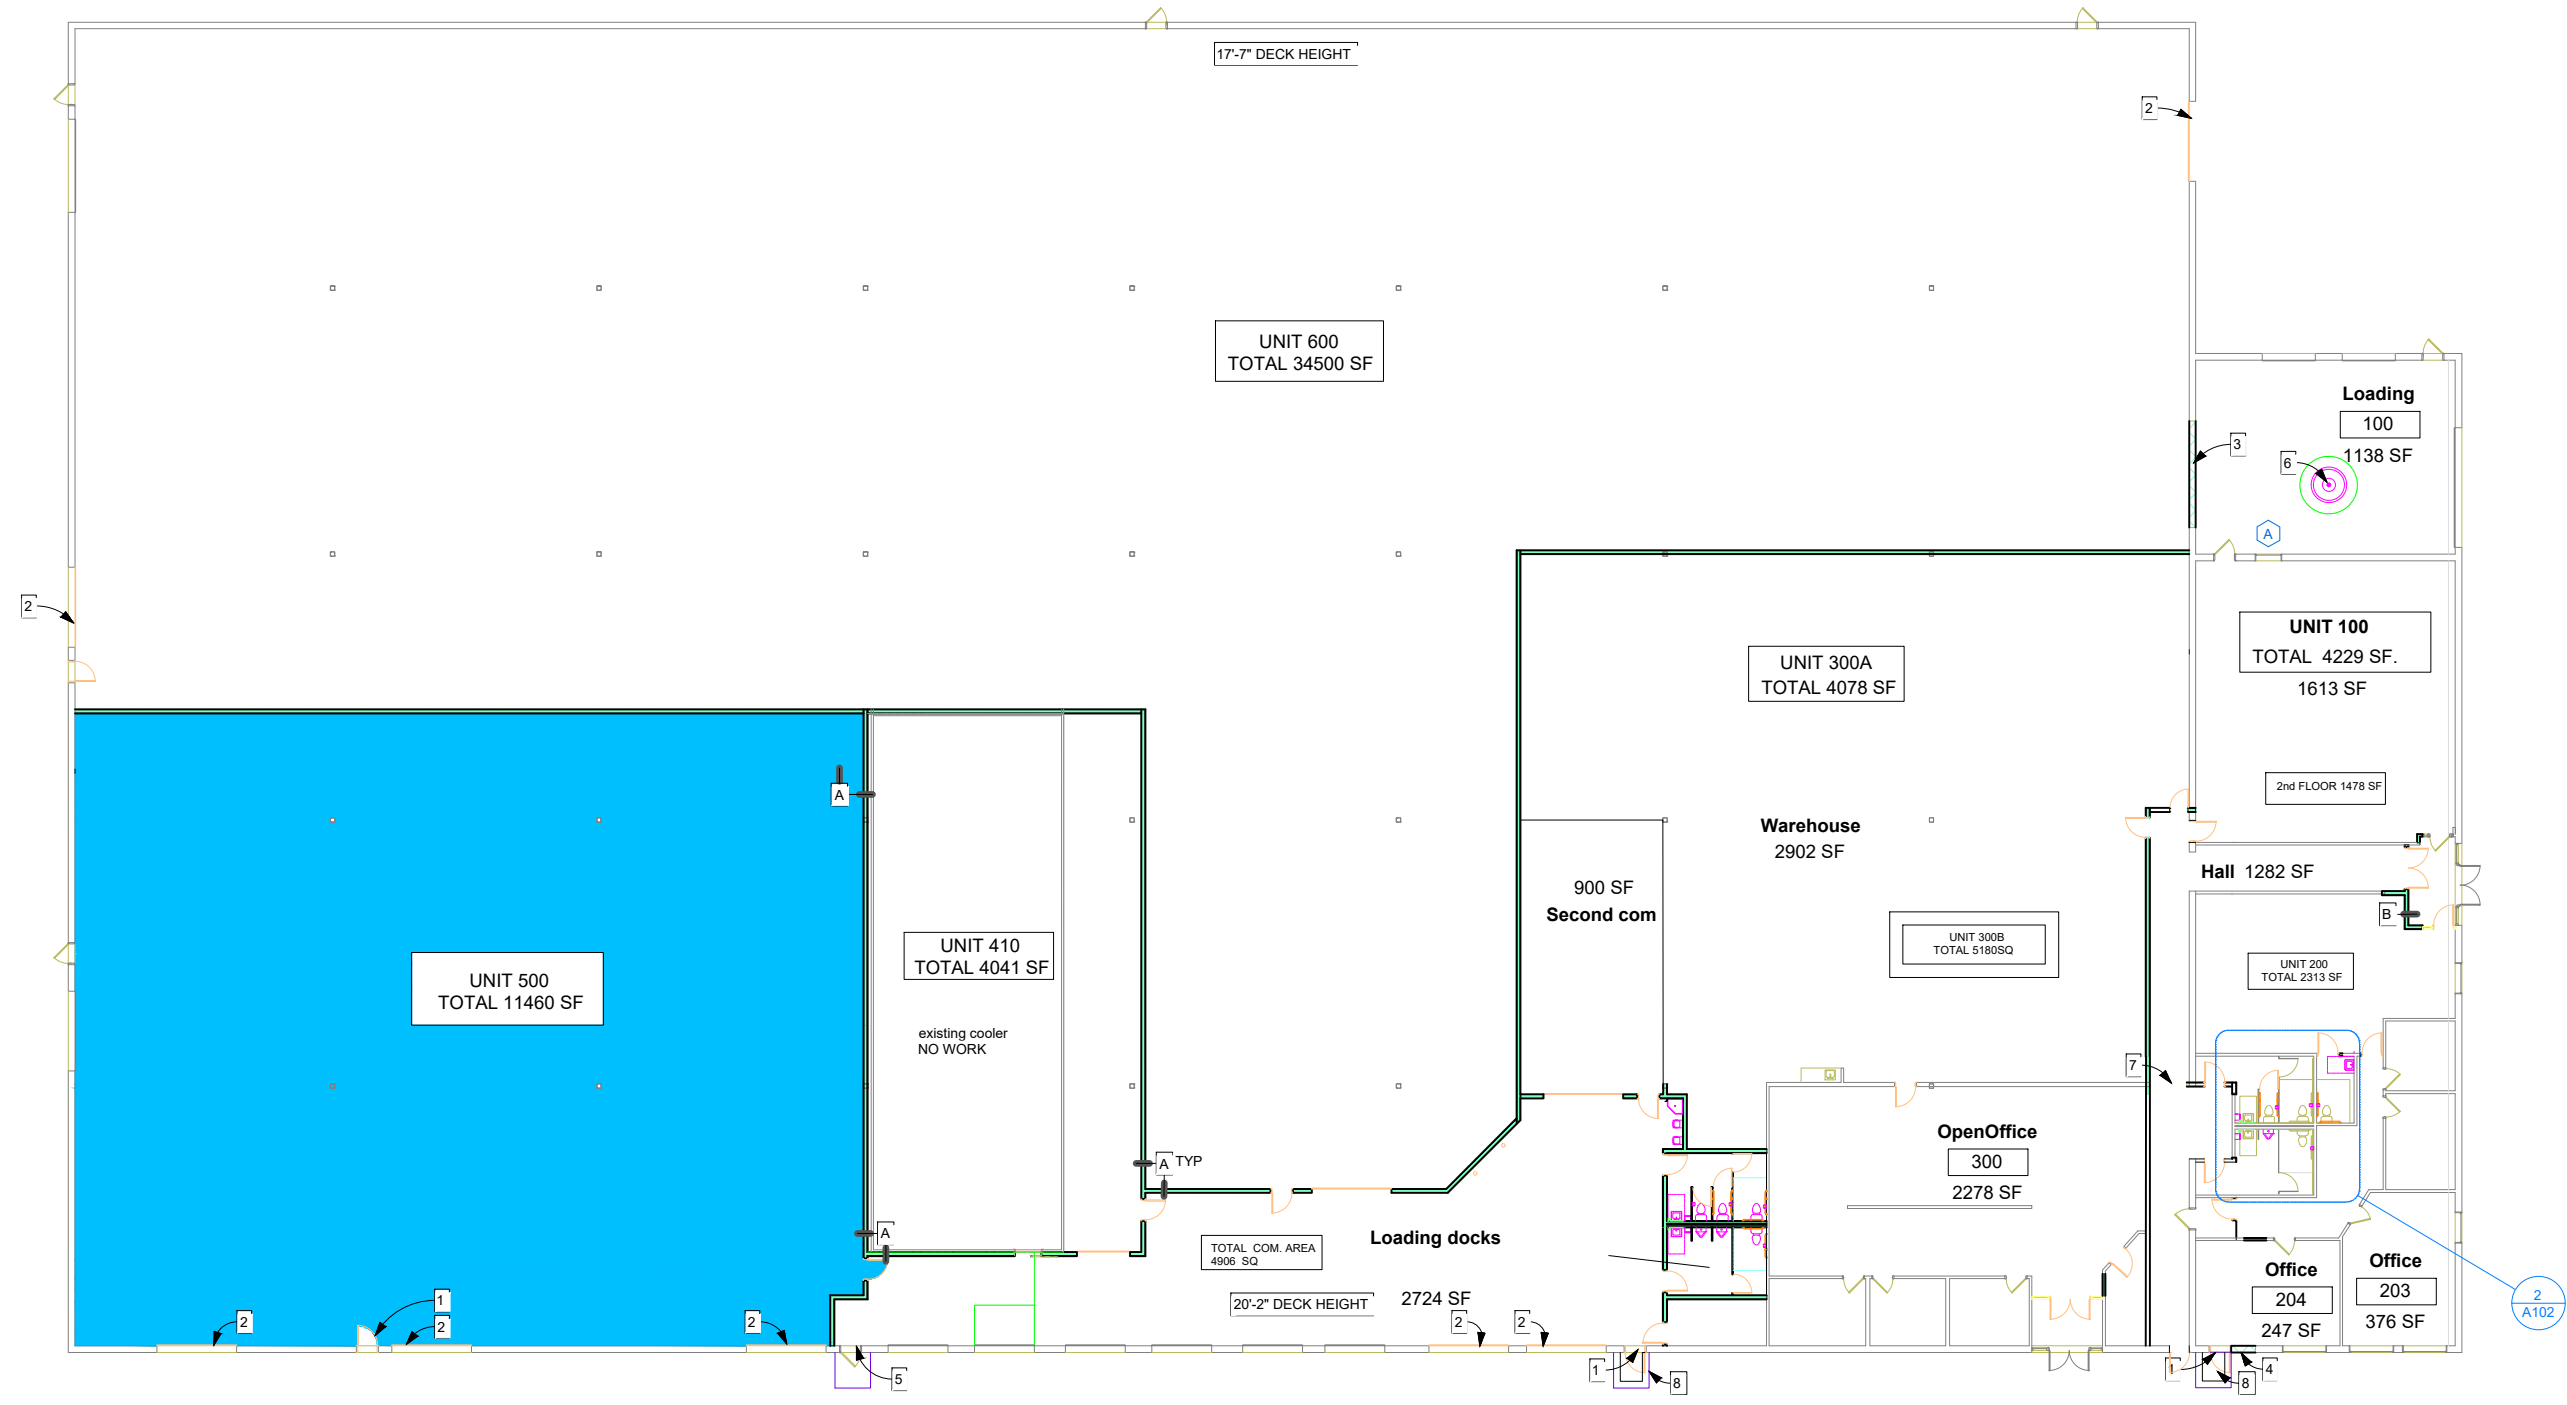 17'-7" DECK HEIGHT
2
UNIT 600
TOTAL 34500 SF
Loading
100
1138 SF
3
6
A
2
UNIT 100
TOTAL 4229 SF.
1613 SF
UNIT 300A
TOTAL 4078 SF
2nd FLOOR 1478 SF
A
Warehouse
2902 SF
Hall 1282 SF
900 SF
Second com
B
UNIT 410
TOTAL 4041 SF
UNIT 300B
TOTAL 5180SQ
UNIT 200
TOTAL 2313 SF
UNIT 500
TOTAL 11460 SF
existing cooler
NO WORK
7
OpenOffice
300
2278 SF
A TYP
A
Loading docks
TOTAL COM. AREA
4906 SQ
20'-2" DECK HEIGHT
2724 SF
Office
204
247 SF
Office
203
376 SF
2
A102
1
2
2
2
2
2
5
1
8
1
8
4